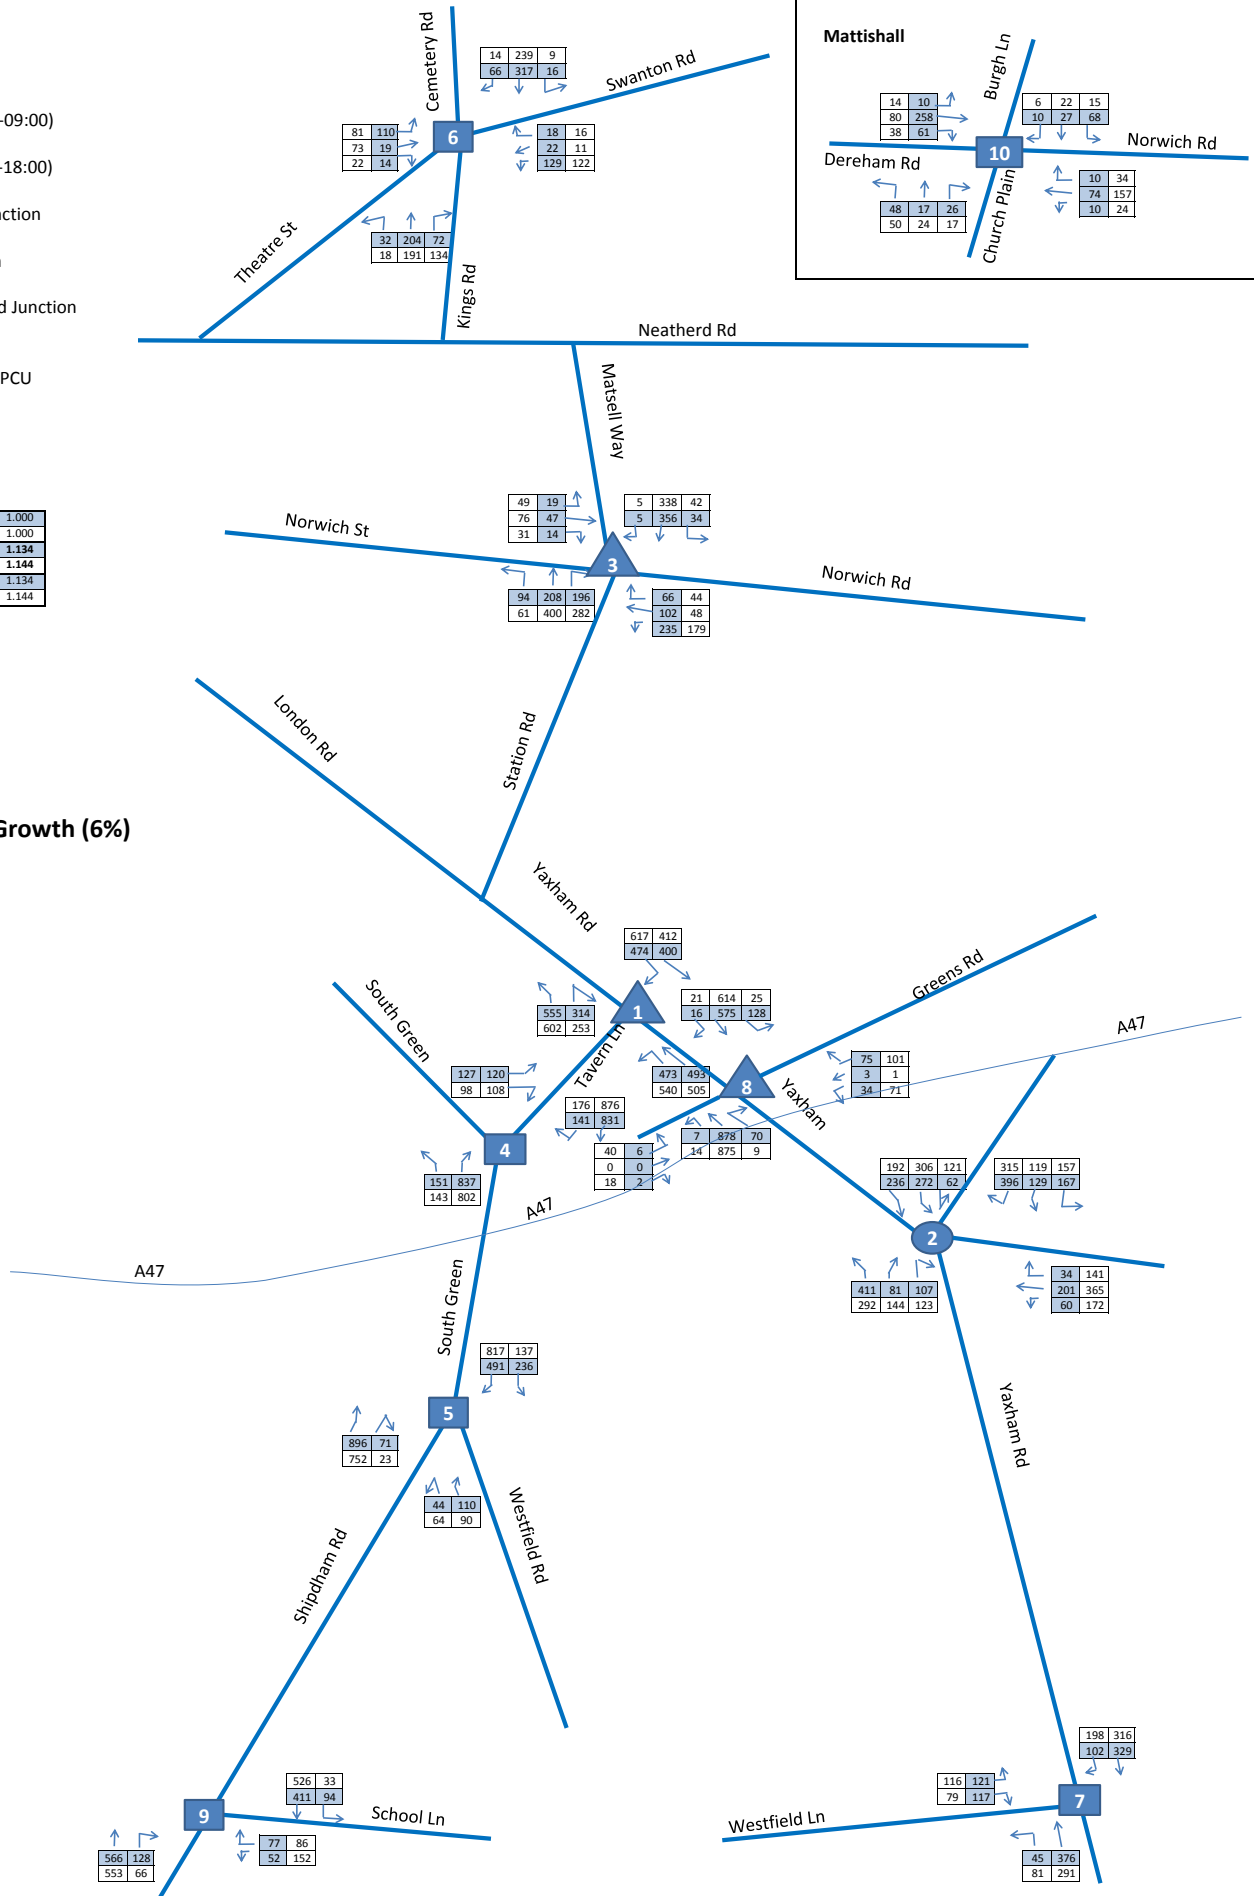 Mattishall
Cemetery Rd
14 239 9
66 317 16
Swanton Rd
-09:00)
-18:00)
nction
d Junction
PCU
81 110
73 19
22 14
6
18 16
22 11
129 122
32 204 72
18 191 134
Theatre St
Kings Rd
Burgh Ln
14 10
80 258
38 61
6 22 15
10 27 68
10
Norwich Rd
Dereham Rd
48 17 26
50 24 17
Church Plain
10 34
74 157
10 24
Neatherd Rd
Matsell Way
1.000
1.000
1.134
1.144
1.134
1.144
Norwich St
49 19
76 47
31 14
5 338 42
5 356 34
3
Norwich Rd
94 208 196
61 400 282
66 44
102 48
235 179
London Rd
Station Rd
Growth (6%)
Yaxham Rd
617 412
474 400
Greens Rd
South Green
555 314
602 253
1
21 614 25
16 575 128
A47
Tavern Ln
127 120
98 108
473 493
540 505
8
Yaxham
75 101
3 1
34 71
176 876
141 831
4
40 6
0 0
18 2
7 878 70
14 875 9
151 837
143 802
192 306 121
236 272 62
315 119 157
396 129 167
A47
2
A47
411 81 107
292 144 123
34 141
201 365
60 172
South Green
817 137
491 236
5
896 71
752 23
44 110
64 90
Yaxham Rd
Westfield Rd
Shipdham Rd
198 316
102 329
526 33
411 94
116 121
79 117
7
9
School Ln
Westfield Ln
566 128
553 66
77 86
52 152
45 376
81 291